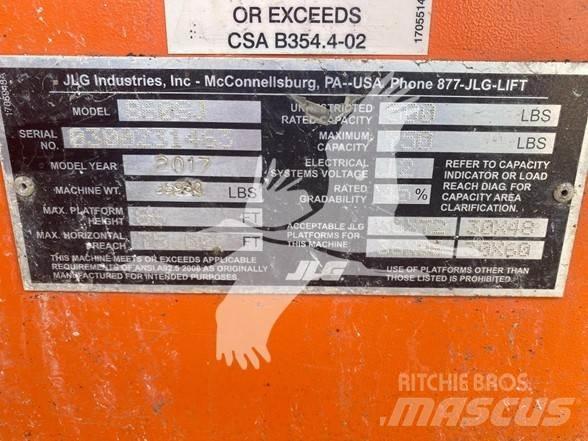 OR EXCEEDS
CSA B354.4-02
JLG Industries, Inc - McConnellsburg, PA--USA, Phone 877-JLG-LIFT
MODEL
SERIAL
NO.
MODEL YEAR 2017
MACHINE WT. LBS
MAX. PLATFORM
HEIGHT FT
MAX. HORIZONTAL
REACH FT
THIS MACHINE MEETS OR EXCEEDS APPLICABLE
REQUIREMENTS OF ANSI A92.5 2006 AS ORIGINALLY
MANUFACTURED FOR INTENDED PURPOSES.
UNRESTRICTED
RATED CAPACITY LBS
MAXIMUM
CAPACITY LBS
ELECTRICAL
SYSTEMS VOLTAGE
RATED
GRADABILITY %
REFER TO CAPACITY
INDICATOR OR LOAD
REACH DIAG. FOR
CAPACITY AREA
CLARIFICATION.
ACCEPTABLE JLG
PLATFORMS FOR
THIS MACHINE
30X48
JLG
USE OF PLATFORMS OTHER THAN
THOSE LISTED IS PROHIBITED.
RITCHIE BROS.
MASCUS